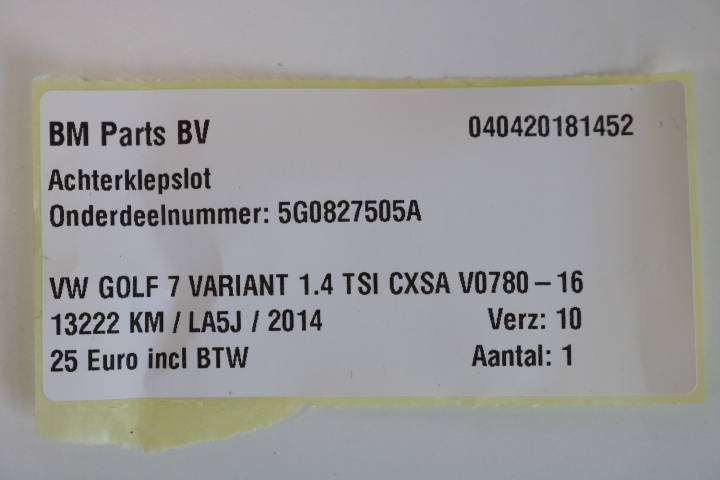 BM Parts BV 040420181452
Achterklepslot
Onderdeelnummer: 5G0827505A
VW GOLF 7 VARIANT 1.4 TSI CXSA V0780-16
13222 KM / LA5J / 2014 Verz: 10
25 Euro incl BTW Aantal: 1